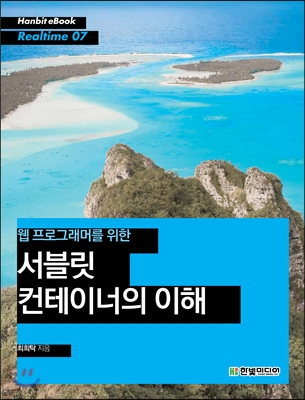 Hanbit eBook
Realtime 07
웹 프로그래머를 위한
서블릿
컨테이너의 이해
최희탁 지음
한빛미디어